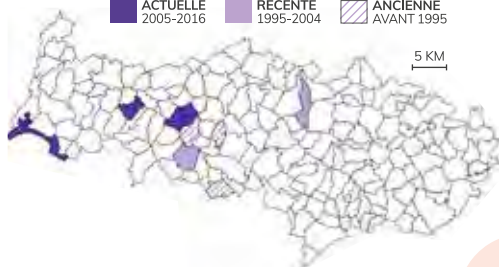 ACTUELLE
2005-2016
RECENTE
1995-2004
ANCIENNE
AVANT 1995
5 KM